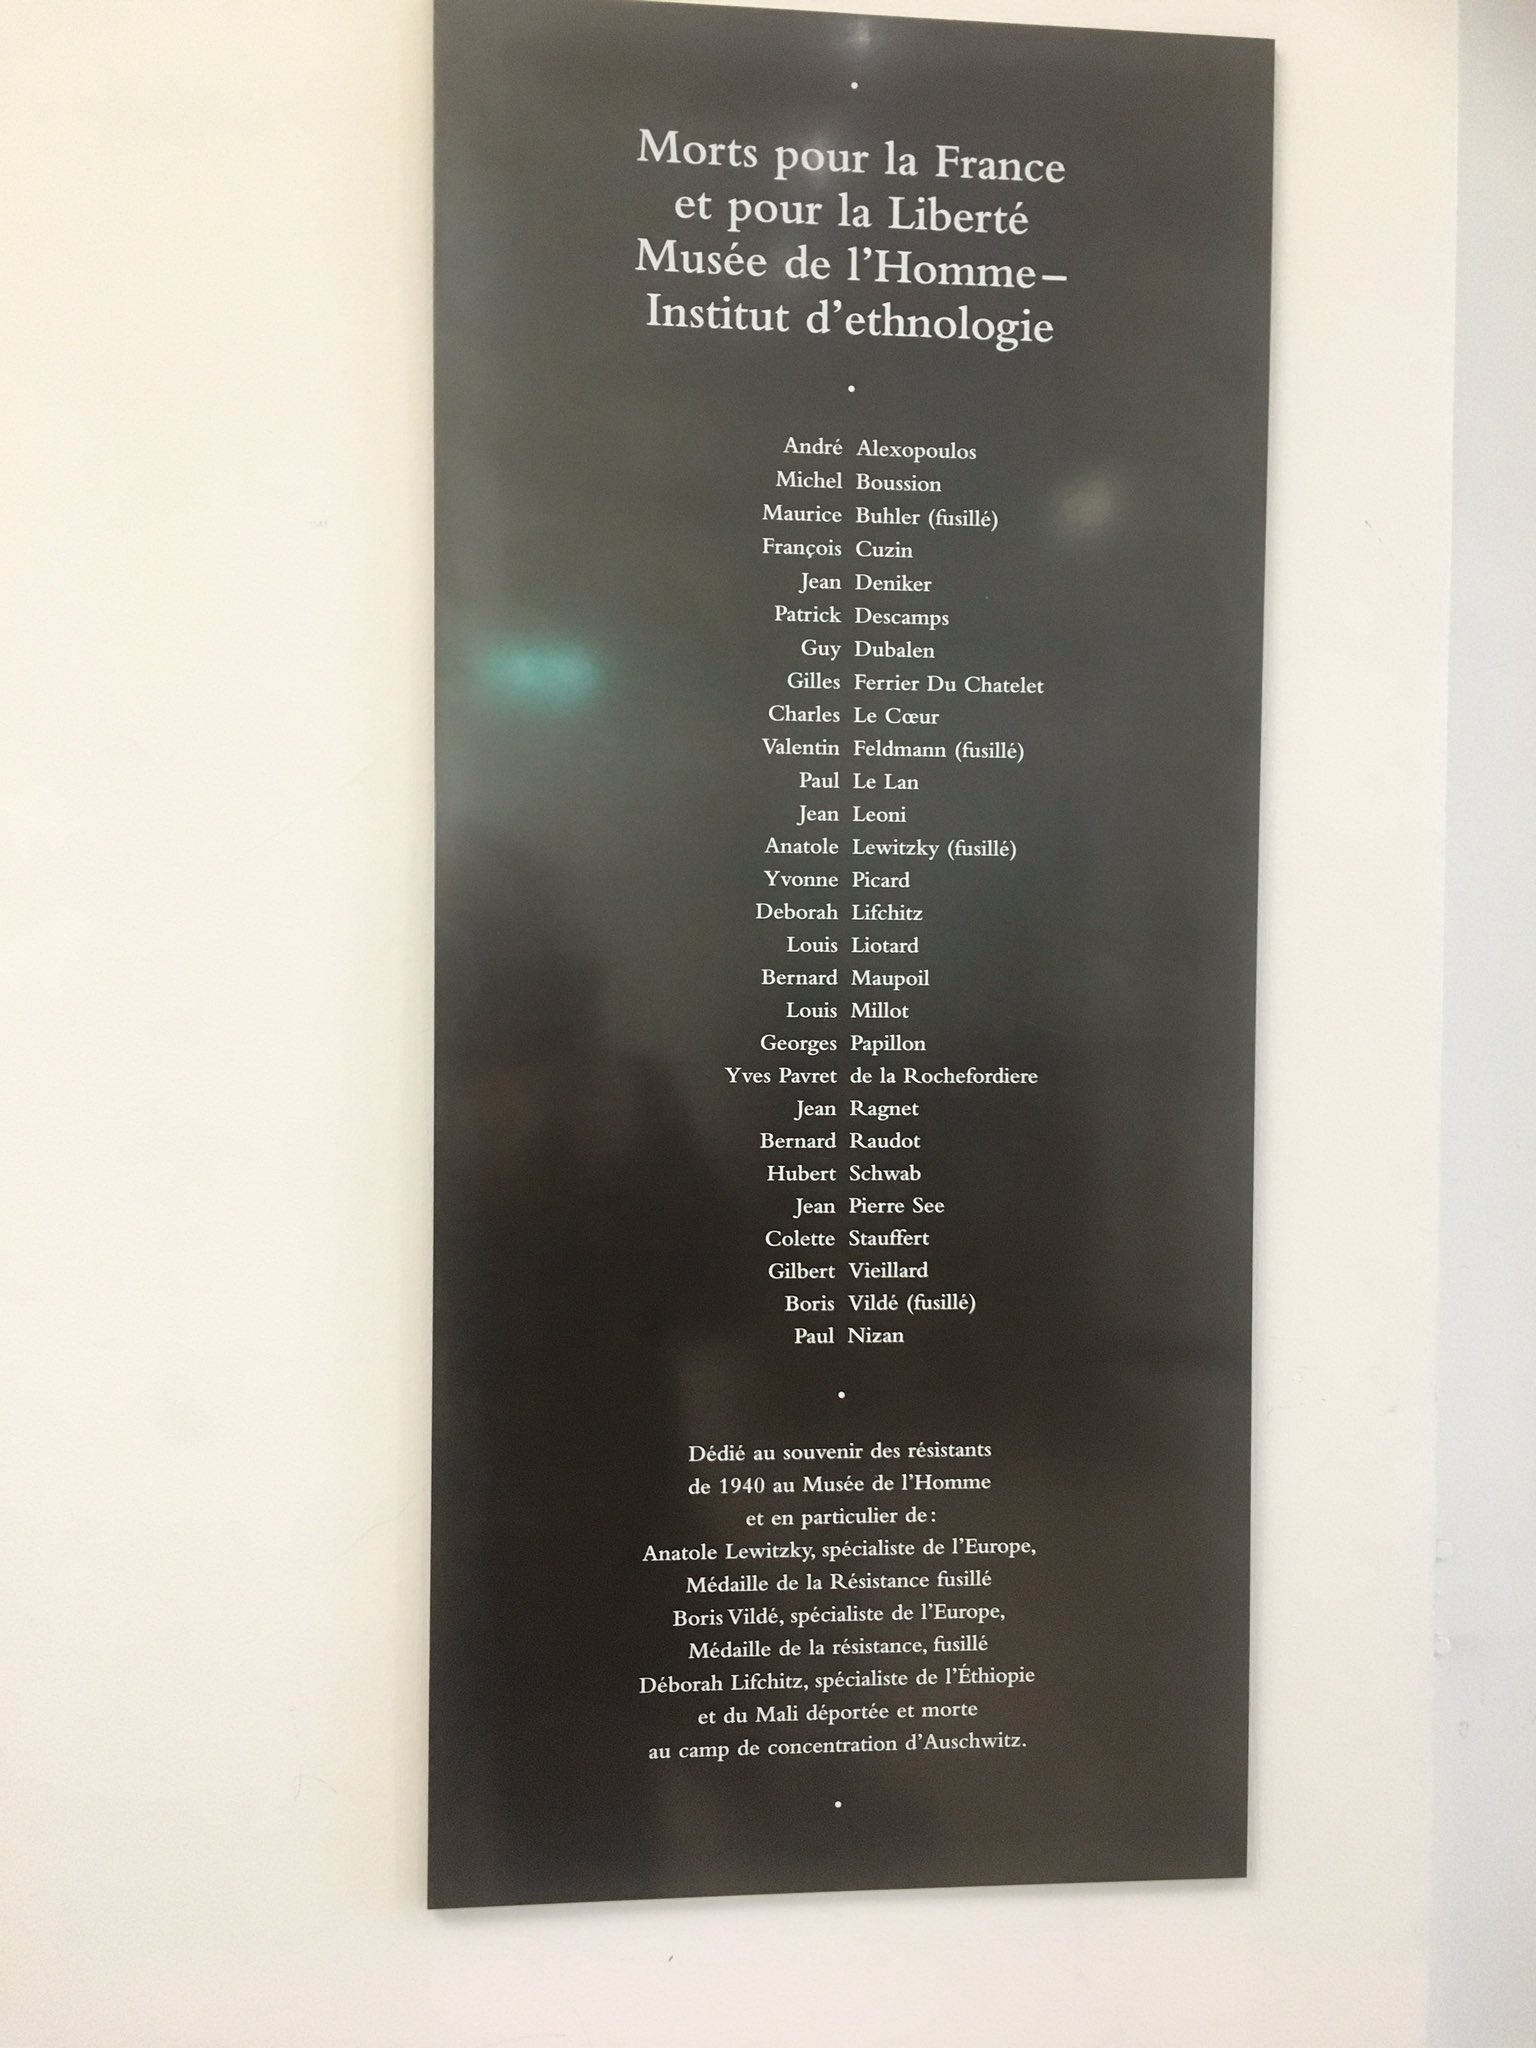 Morts pour la France
et pour la Liberté
Musée de l'Homme–
Institut d'ethnologie
André Alexopoulos
Michel Boussion
Maurice Buhler (fusillé)
François Cuzin
Jean Deniker
Patrick Descamps
Guy Dubalen
Gilles Ferrier Du Chatelet
Charles Le Cœur
Valentin Feldmann (fusillé)
Paul Le Lan
Jean Leoni
Anatole Lewitzky (fusillé)
Yvonne Picard
Deborah Lifchitz
Louis Liotard
Bernard Maupoil
Louis Millot
Georges Papillon
Yves Pavret de la Rochefordiere
Jean Ragnet
Bernard Raudot
Hubert Schwab
Jean Pierre See
Colette Stauffert
Gilbert Vieillard
Boris Vildé (fusillé)
Paul Nizan
Dédié au souvenir des résistants
de 1940 au Musée de l'Homme
et en particulier de :
Anatole Lewitzky, spécialiste de l'Europe,
Médaille de la Résistance fusillé
Boris Vildé, spécialiste de l'Europe,
Médaille de la résistance, fusillé
Déborah Lifchitz, spécialiste de l'Éthiopie
et du Mali déportée et morte
au camp de concentration d'Auschwitz.